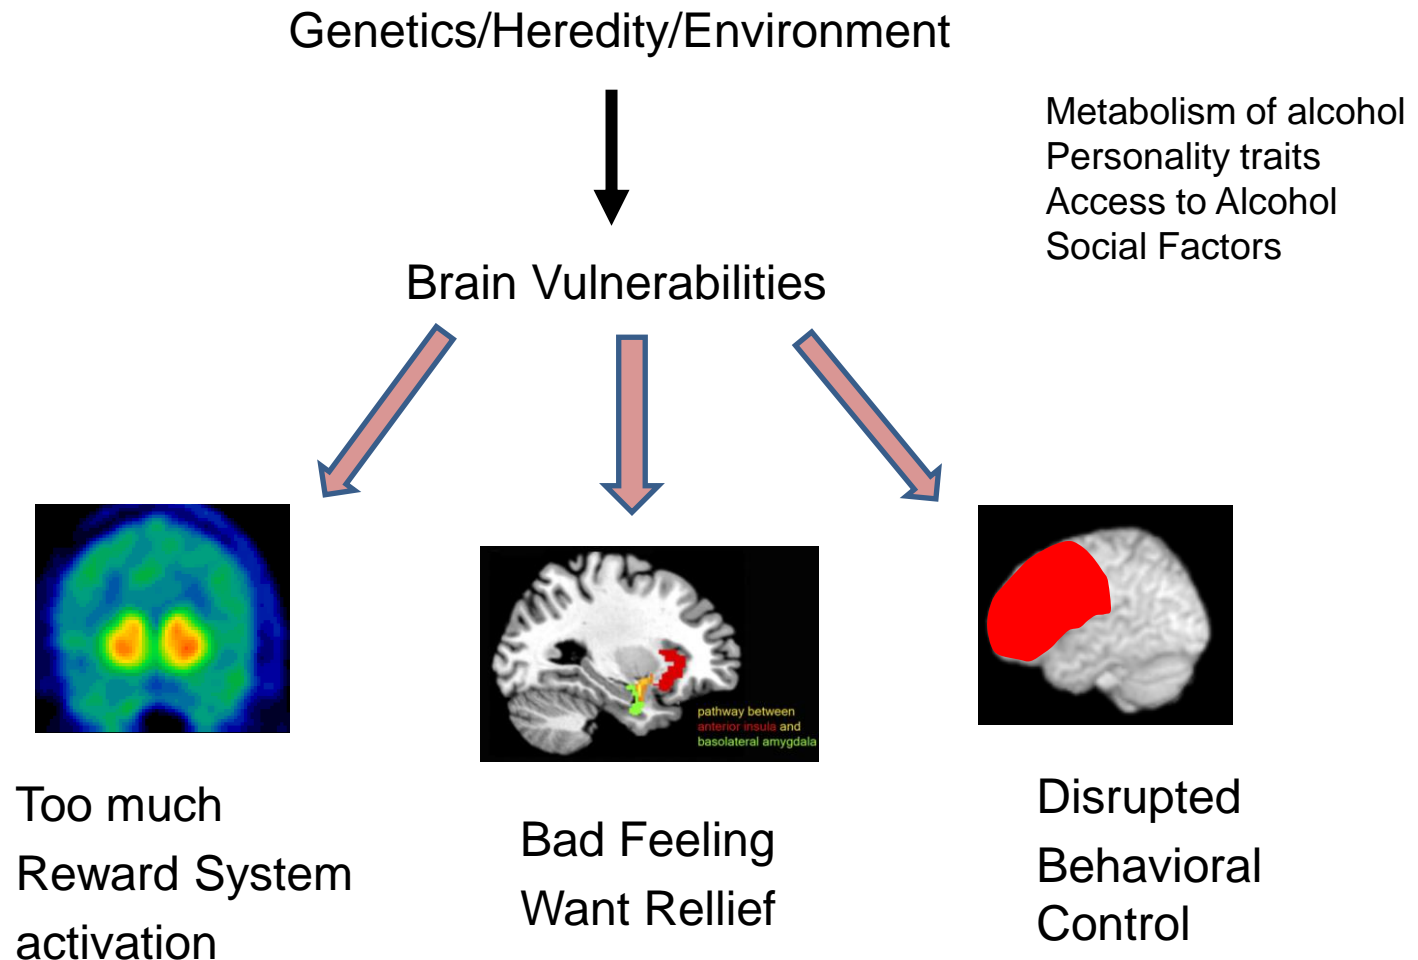 Genetics/Heredity/Environment
Metabolism of alcohol
Personality traits
Access to Alcohol
Social Factors
Brain Vulnerabilities
pathway between
anterior insula and
basolateral amygdala
Too much
Reward System
activation
Bad Feeling
Want Rellief
Disrupted
Behavioral
Control